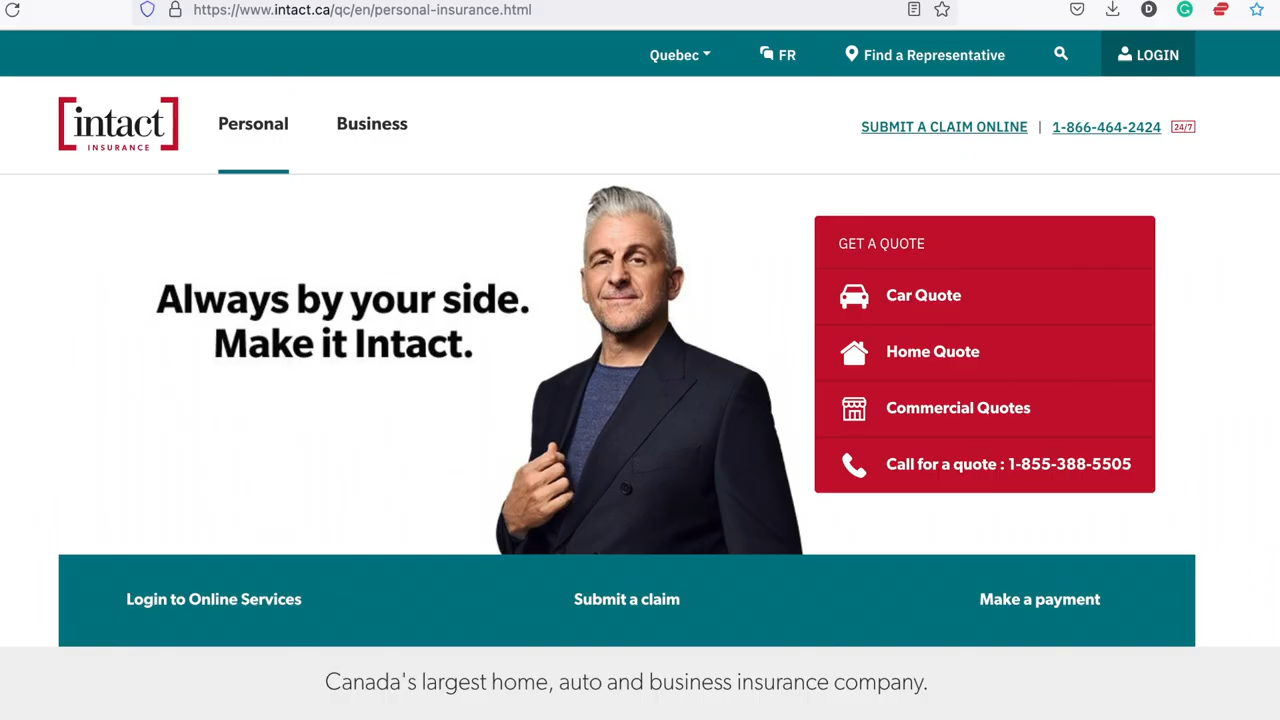 https://www.intact.ca/qc/en/personal-insurance.html
D
Quebec
FR
Find a Representative
LOGIN
[intact]
INSURANCE
Personal
Business
SUBMIT A CLAIM ONLINE | 1-866-464-2424 24/7
Always by your side.
Make it Intact.
GET A QUOTE
Car Quote
Home Quote
Commercial Quotes
Call for a quote : 1-855-388-5505
Login to Online Services
Submit a claim
Make a payment
Canada's largest home, auto and business insurance company.